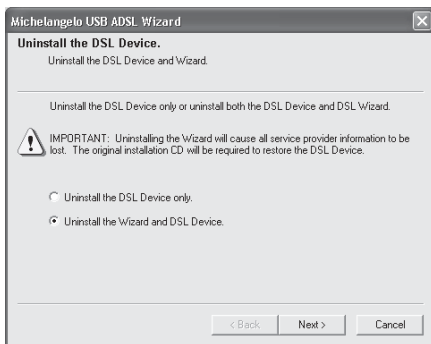 Michelangelo USB ADSL Wizard
Uninstall the DSL Device.
Uninstall the DSL Device and Wizard.
Uninstall the DSL Device only or uninstall both the DSL Device and DSL Wizard.
IMPORTANT: Uninstalling the Wizard will cause all service provider information to be
lost. The original installation CD will be required to restore the DSL Device.
Uninstall the DSL Device only.
Uninstall the Wizard and DSL Device.
< Back
Next >
Cancel